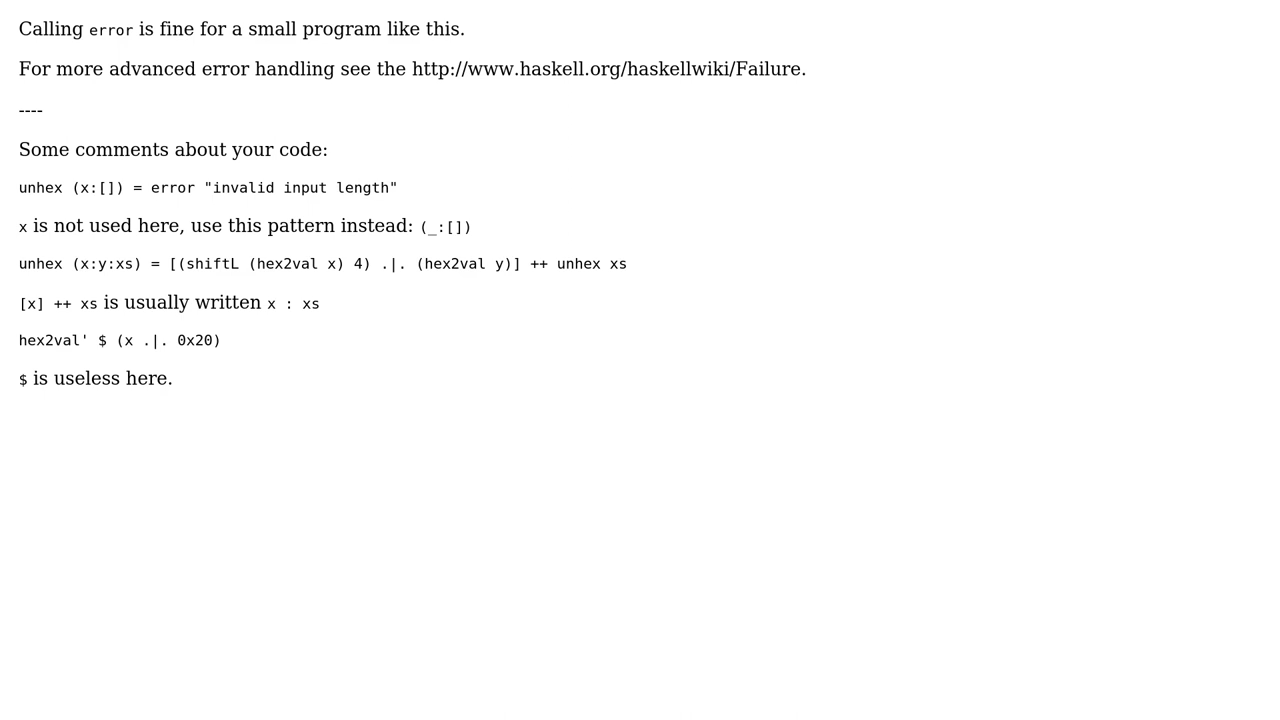 Calling error is fine for a small program like this.
For more advanced error handling see the http://www.haskell.org/haskellwiki/Failure.
----
Some comments about your code:
unhex (x:[]) = error "invalid input length"
x is not used here, use this pattern instead: (_:[])
unhex (x:y:xs) = [(shiftL (hex2val x) 4) .|. (hex2val y)] ++ unhex xs
[x] ++ xs is usually written x : xs
hex2val' $ (x .|. 0x20)
$ is useless here.